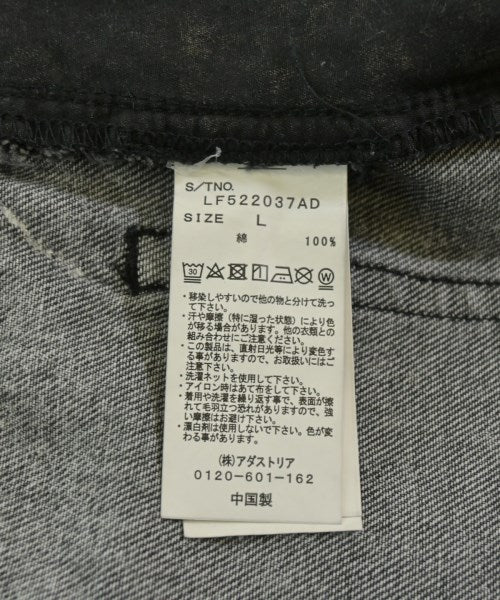 S/TNO.
LF522037AD
SIZE L
綿 100%
30 W
・移染しやすいので他の物と分けて洗っ
て下さい。
・汗や摩擦（特に湿った状態）により色
が移る場合があります。他の衣類との
組み合わせにご注意ください。
・この製品は、直射日光等により変色す
る事がありますので、お取扱いにはご
注意下さい。
・洗濯ネットを使用して下さい。
・アイロン時はあて布をして下さい。
・着用や洗濯を繰り返す事で、表面が擦
れて毛羽立つ恐れがありますので、強
い摩擦はお避け下さい。
・漂白剤は使用しないで下さい。色が変
わる事があります。
(株)アダストリア
0120-601-162
中国製